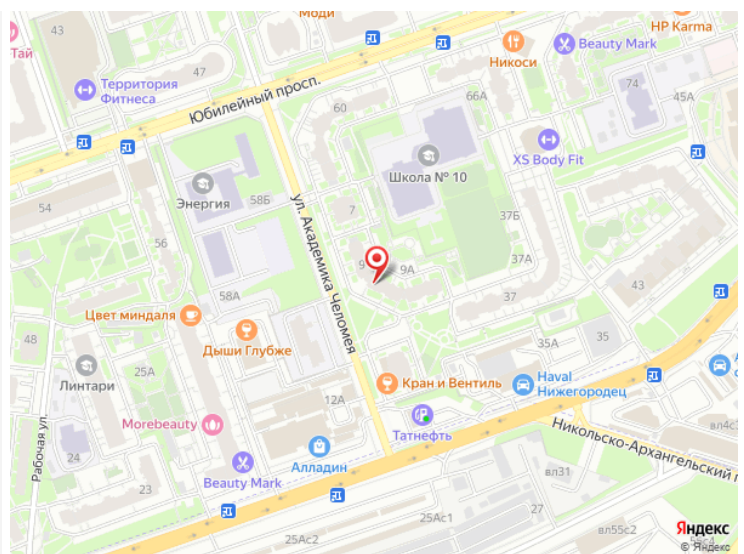 Моди
43
Тай
HP Karma
Никоси
Beauty Mark
47
Территория
Фитнеса
Юбилейный просп.
60
66А
74
45А
XS Body Fit
Школа № 10
Энергия
58Б
54
7
37Б
ул. Академика Челомея
56
9
9А
37А
43
58А
37
Цвет миндаля
Дыши Глубже
48
35А
35
Линтари
25А
Кран и Вентиль
Haval
Нижегородец
12А
Morebeauty
Татнефть
Рабочая ул.
24
Алладин
Никольско-Архангельский п
вл4с3
23
Beauty Mark
вл31
25Ас1
27
25Ас2
вл55с2
Яндекс
© Яндекс